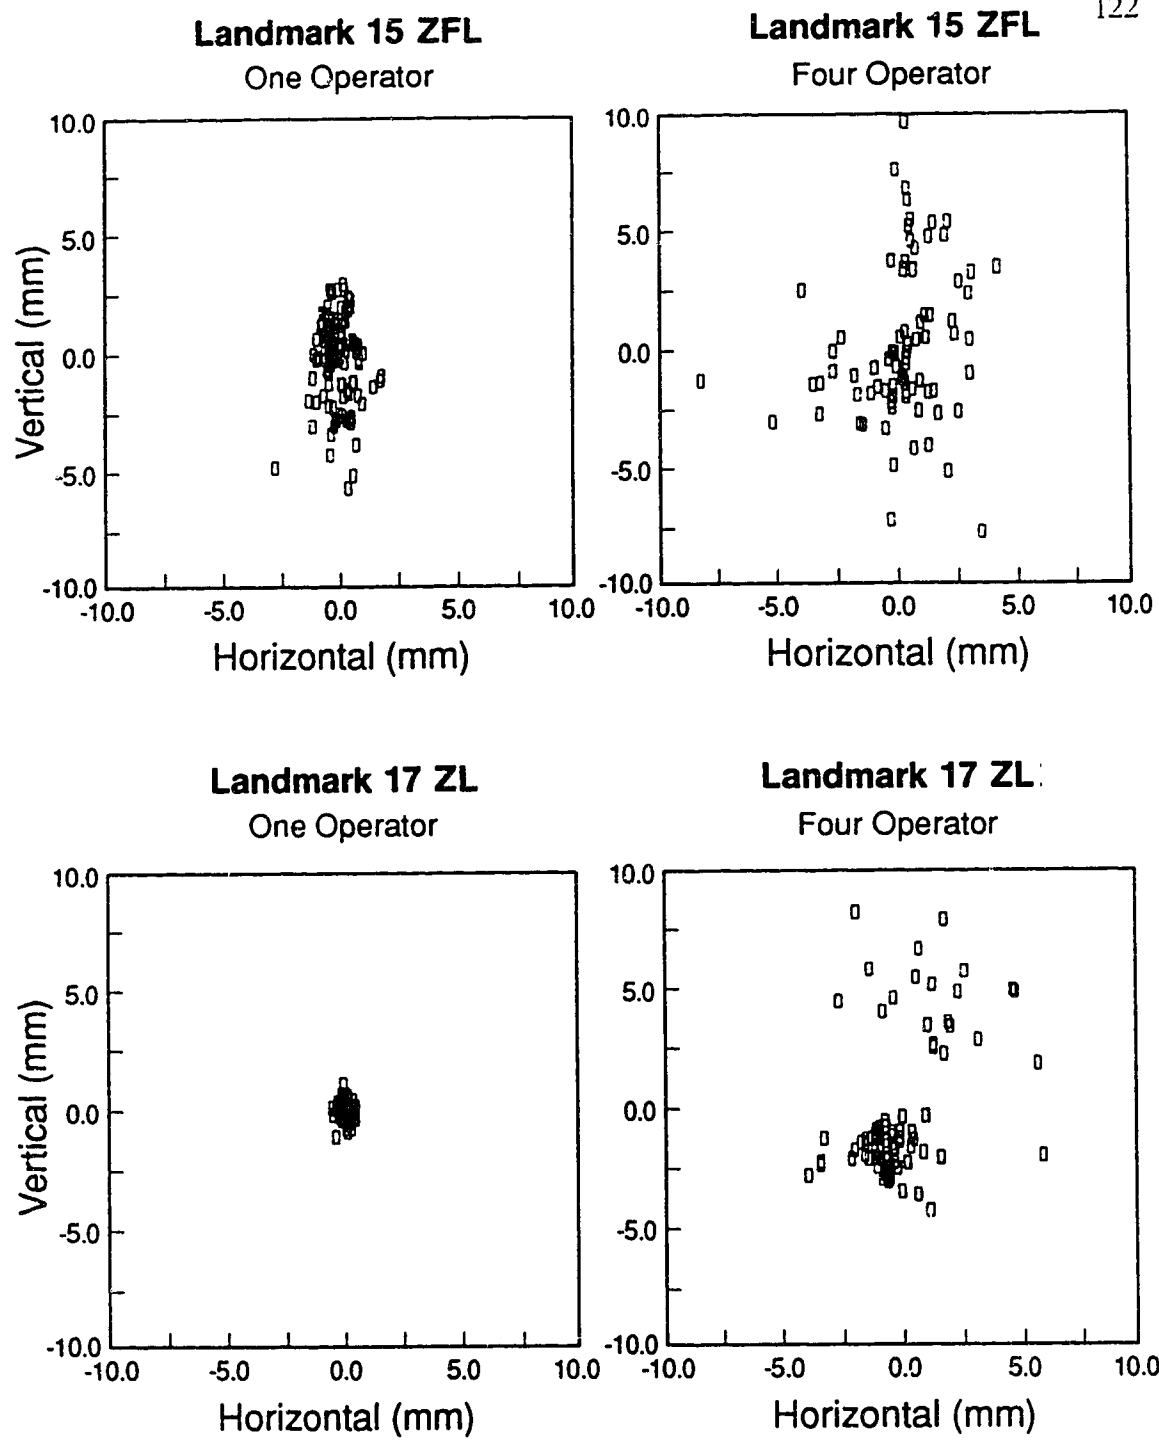 122
Landmark 15 ZFL
One Operator
10.0
5.0
0.0
-5.0
-10.0
Vertical (mm)
-10.0 -5.0 0.0 5.0 10.0
Horizontal (mm)
Landmark 15 ZFL
Four Operator
10.0
5.0
0.0
-5.0
-10.0
-10.0 -5.0 0.0 5.0 10.0
Horizontal (mm)
Landmark 17 ZL
One Operator
10.0
5.0
0.0
-5.0
-10.0
Vertical (mm)
-10.0 -5.0 0.0 5.0 10.0
Horizontal (mm)
Landmark 17 ZL
Four Operator
10.0
5.0
0.0
-5.0
-10.0
-10.0 -5.0 0.0 5.0 10.0
Horizontal (mm)